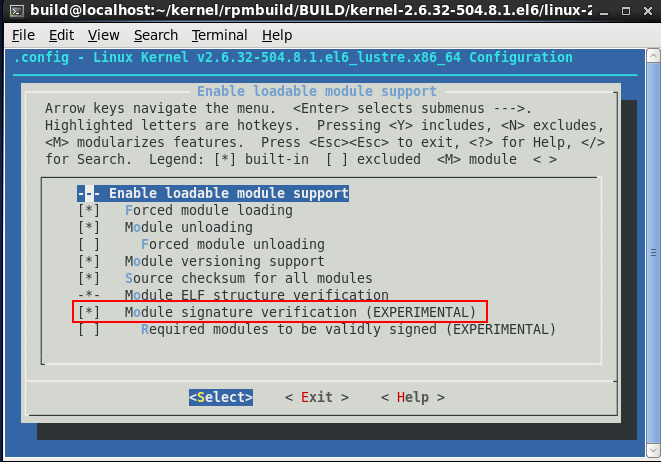 build@localhost:~/kernel/rpmbuild/BUILD/kernel-2.6.32-504.8.1.el6/linux-2
File Edit View Search Terminal Help
.config - Linux Kernel v2.6.32-504.8.1.el6_lustre.x86_64 Configuration
Enable loadable module support
Arrow keys navigate the menu. <Enter> selects submenus --->.
Highlighted letters are hotkeys. Pressing <Y> includes, <N> excludes,
<M> modularizes features. Press <Esc><Esc> to exit, <?> for Help, </>
for Search. Legend: [*] built-in [ ] excluded <M> module < >
--- Enable loadable module support
[*] Forced module loading
[*] Module unloading
[ ] Forced module unloading
[*] Module versioning support
[*] Source checksum for all modules
-*- Module ELF structure verification
[*] Module signature verification (EXPERIMENTAL)
[ ] Required modules to be validly signed (EXPERIMENTAL)
<Select> < Exit > < Help >